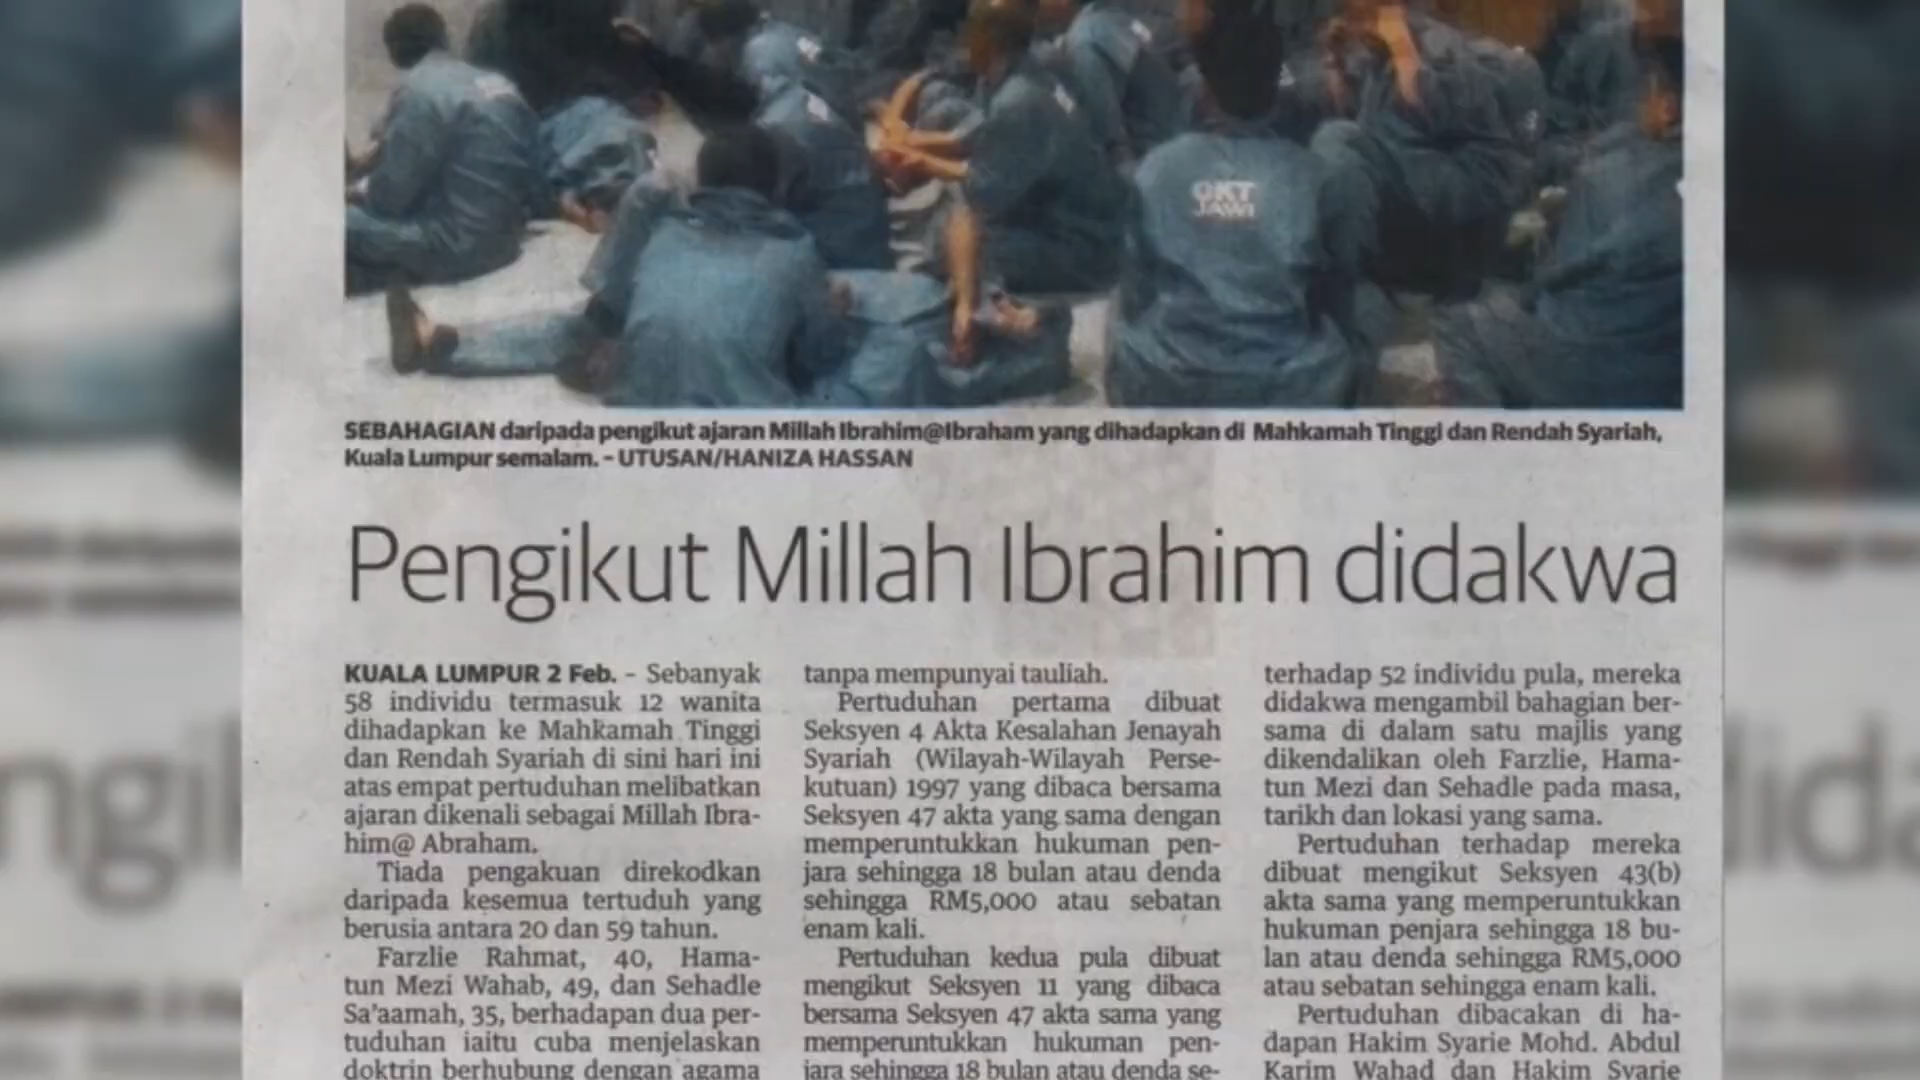 OKT
JAWI
SEBAHAGIAN daripada pengikut ajaran Millah Ibrahim@Ibraham yang dihadapkan di Mahkamah Tinggi dan Rendah Syariah,
Kuala Lumpur semalam. - UTUSAN/HANIZA HASSAN
Pengikut Millah Ibrahim didakwa
KUALA LUMPUR 2 Feb. - Sebanyak
58 individu termasuk 12 wanita
dihadapkan ke Mahkamah Tinggi
dan Rendah Syariah di sini hari ini
atas empat pertuduhan melibatkan
ajaran dikenali sebagai Millah Ibra-
him@ Abraham.
Tiada pengakuan direkodkan
daripada kesemua tertuduh yang
berusia antara 20 dan 59 tahun.
Farzlie Rahmat, 40, Hama-
tun Mezi Wahab, 49, dan Sehadle
Sa'aamah, 35, berhadapan dua per-
tuduhan iaitu cuba menjelaskan
doktrin berhubung dengan agama
tanpa mempunyai tauliah.
Pertuduhan pertama dibuat
Seksyen 4 Akta Kesalahan Jenayah
Syariah (Wilayah-Wilayah Perse-
kutuan) 1997 yang dibaca bersama
Seksyen 47 akta yang sama dengan
memperuntukkan hukuman pen-
jara sehingga 18 bulan atau denda
sehingga RM5,000 atau sebatan
enam kali.
Pertuduhan kedua pula dibuat
mengikut Seksyen 11 yang dibaca
bersama Seksyen 47 akta sama yang
memperuntukkan hukuman pen-
jara sehingga 18 bulan atau denda se-
terhadap 52 individu pula, mereka
didakwa mengambil bahagian ber-
sama di dalam satu majlis yang
dikendalikan oleh Farzlie, Hama-
tun Mezi dan Sehadle pada masa,
tarikh dan lokasi yang sama.
Pertuduhan terhadap mereka
dibuat mengikut Seksyen 43(b)
akta sama yang memperuntukkan
hukuman penjara sehingga 18 bu-
lan atau denda sehingga RM5,000
atau sebatan sehingga enam kali.
Pertuduhan dibacakan di ha-
dapan Hakim Syarie Mohd. Abdul
Karim Wahad dan Hakim Syarie